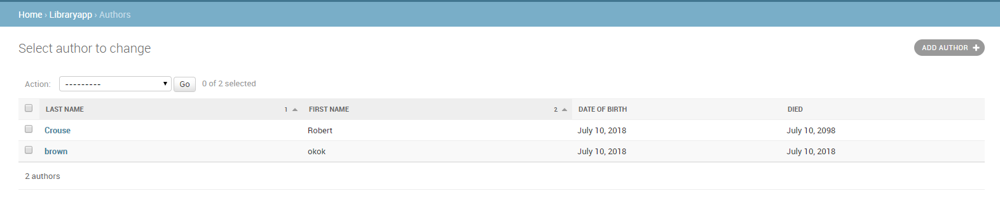 Home › Libraryapp › Authors
Select author to change
ADD AUTHOR +
Action: --------- Go 0 of 2 selected
LAST NAME 1 FIRST NAME 2 DATE OF BIRTH DIED
Crouse Robert July 10, 2018 July 10, 2098
brown okok July 10, 2018 July 10, 2018
2 authors